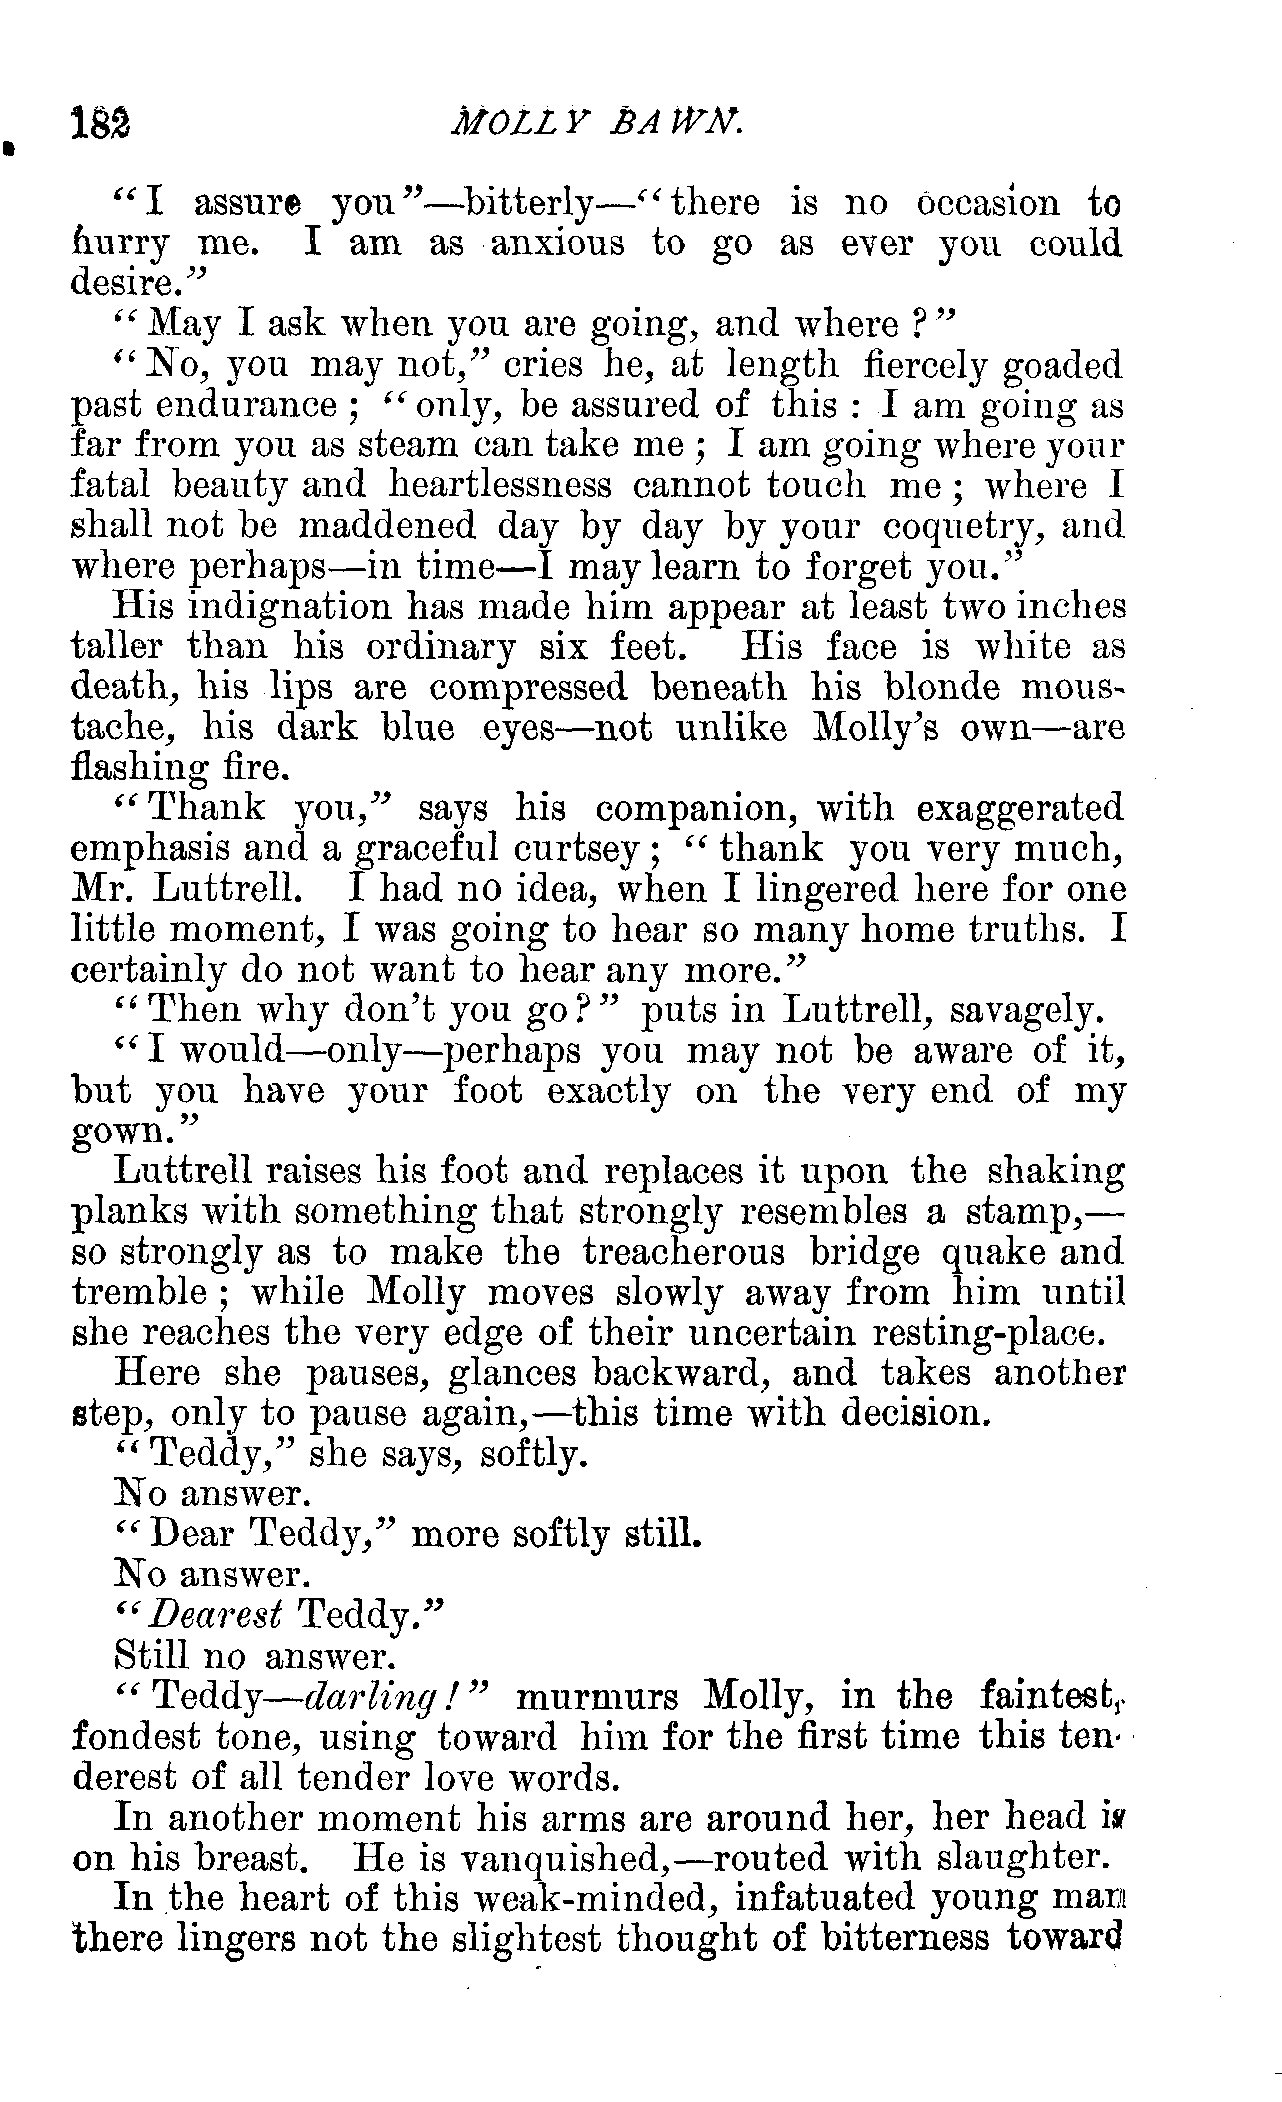 182 MOLLY BAWN.
"I assure you"—bitterly—"there is no occasion to
hurry me. I am as anxious to go as ever you could
desire."
"May I ask when you are going, and where?"
"No, you may not," cries he, at length fiercely goaded
past endurance; "only, be assured of this: I am going as
far from you as steam can take me; I am going where your
fatal beauty and heartlessness cannot touch me; where I
shall not be maddened day by day by your coquetry, and
where perhaps—in time—I may learn to forget you."
His indignation has made him appear at least two inches
taller than his ordinary six feet. His face is white as
death, his lips are compressed beneath his blonde mous-
tache, his dark blue eyes—not unlike Molly's own—are
flashing fire.
"Thank you," says his companion, with exaggerated
emphasis and a graceful curtsey; "thank you very much,
Mr. Luttrell. I had no idea, when I lingered here for one
little moment, I was going to hear so many home truths. I
certainly do not want to hear any more."
"Then why don't you go?" puts in Luttrell, savagely.
"I would—only—perhaps you may not be aware of it,
but you have your foot exactly on the very end of my
gown."
Luttrell raises his foot and replaces it upon the shaking
planks with something that strongly resembles a stamp,—
so strongly as to make the treacherous bridge quake and
tremble; while Molly moves slowly away from him until
she reaches the very edge of their uncertain resting-place.
Here she pauses, glances backward, and takes another
step, only to pause again,—this time with decision.
"Teddy," she says, softly.
No answer.
"Dear Teddy," more softly still.
No answer.
"Dearest Teddy."
Still no answer.
"Teddy—darling!" murmurs Molly, in the faintest,
fondest tone, using toward him for the first time this ten-
derest of all tender love words.
In another moment his arms are around her, her head is
on his breast. He is vanquished,—routed with slaughter.
In the heart of this weak-minded, infatuated young man
there lingers not the slightest thought of bitterness toward